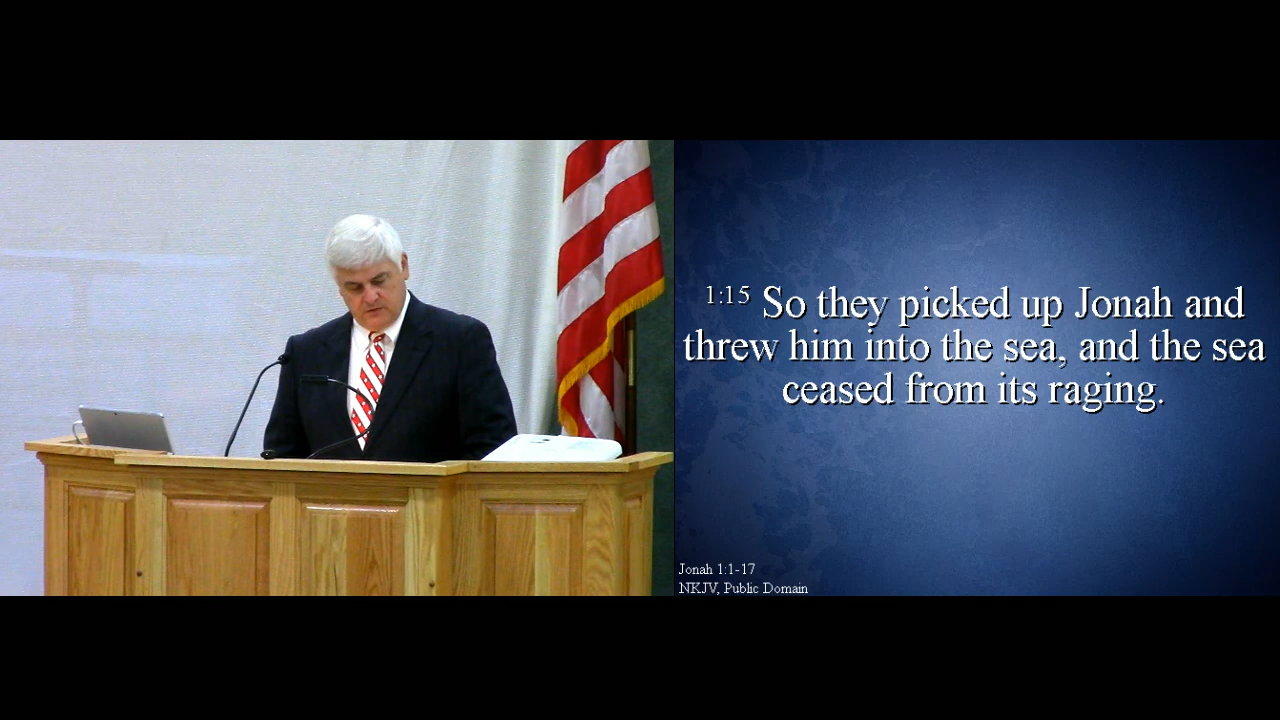 1:15 So they picked up Jonah and
threw him into the sea, and the sea
ceased from its raging.
Jonah 1:1-17
NKJV, Public Domain